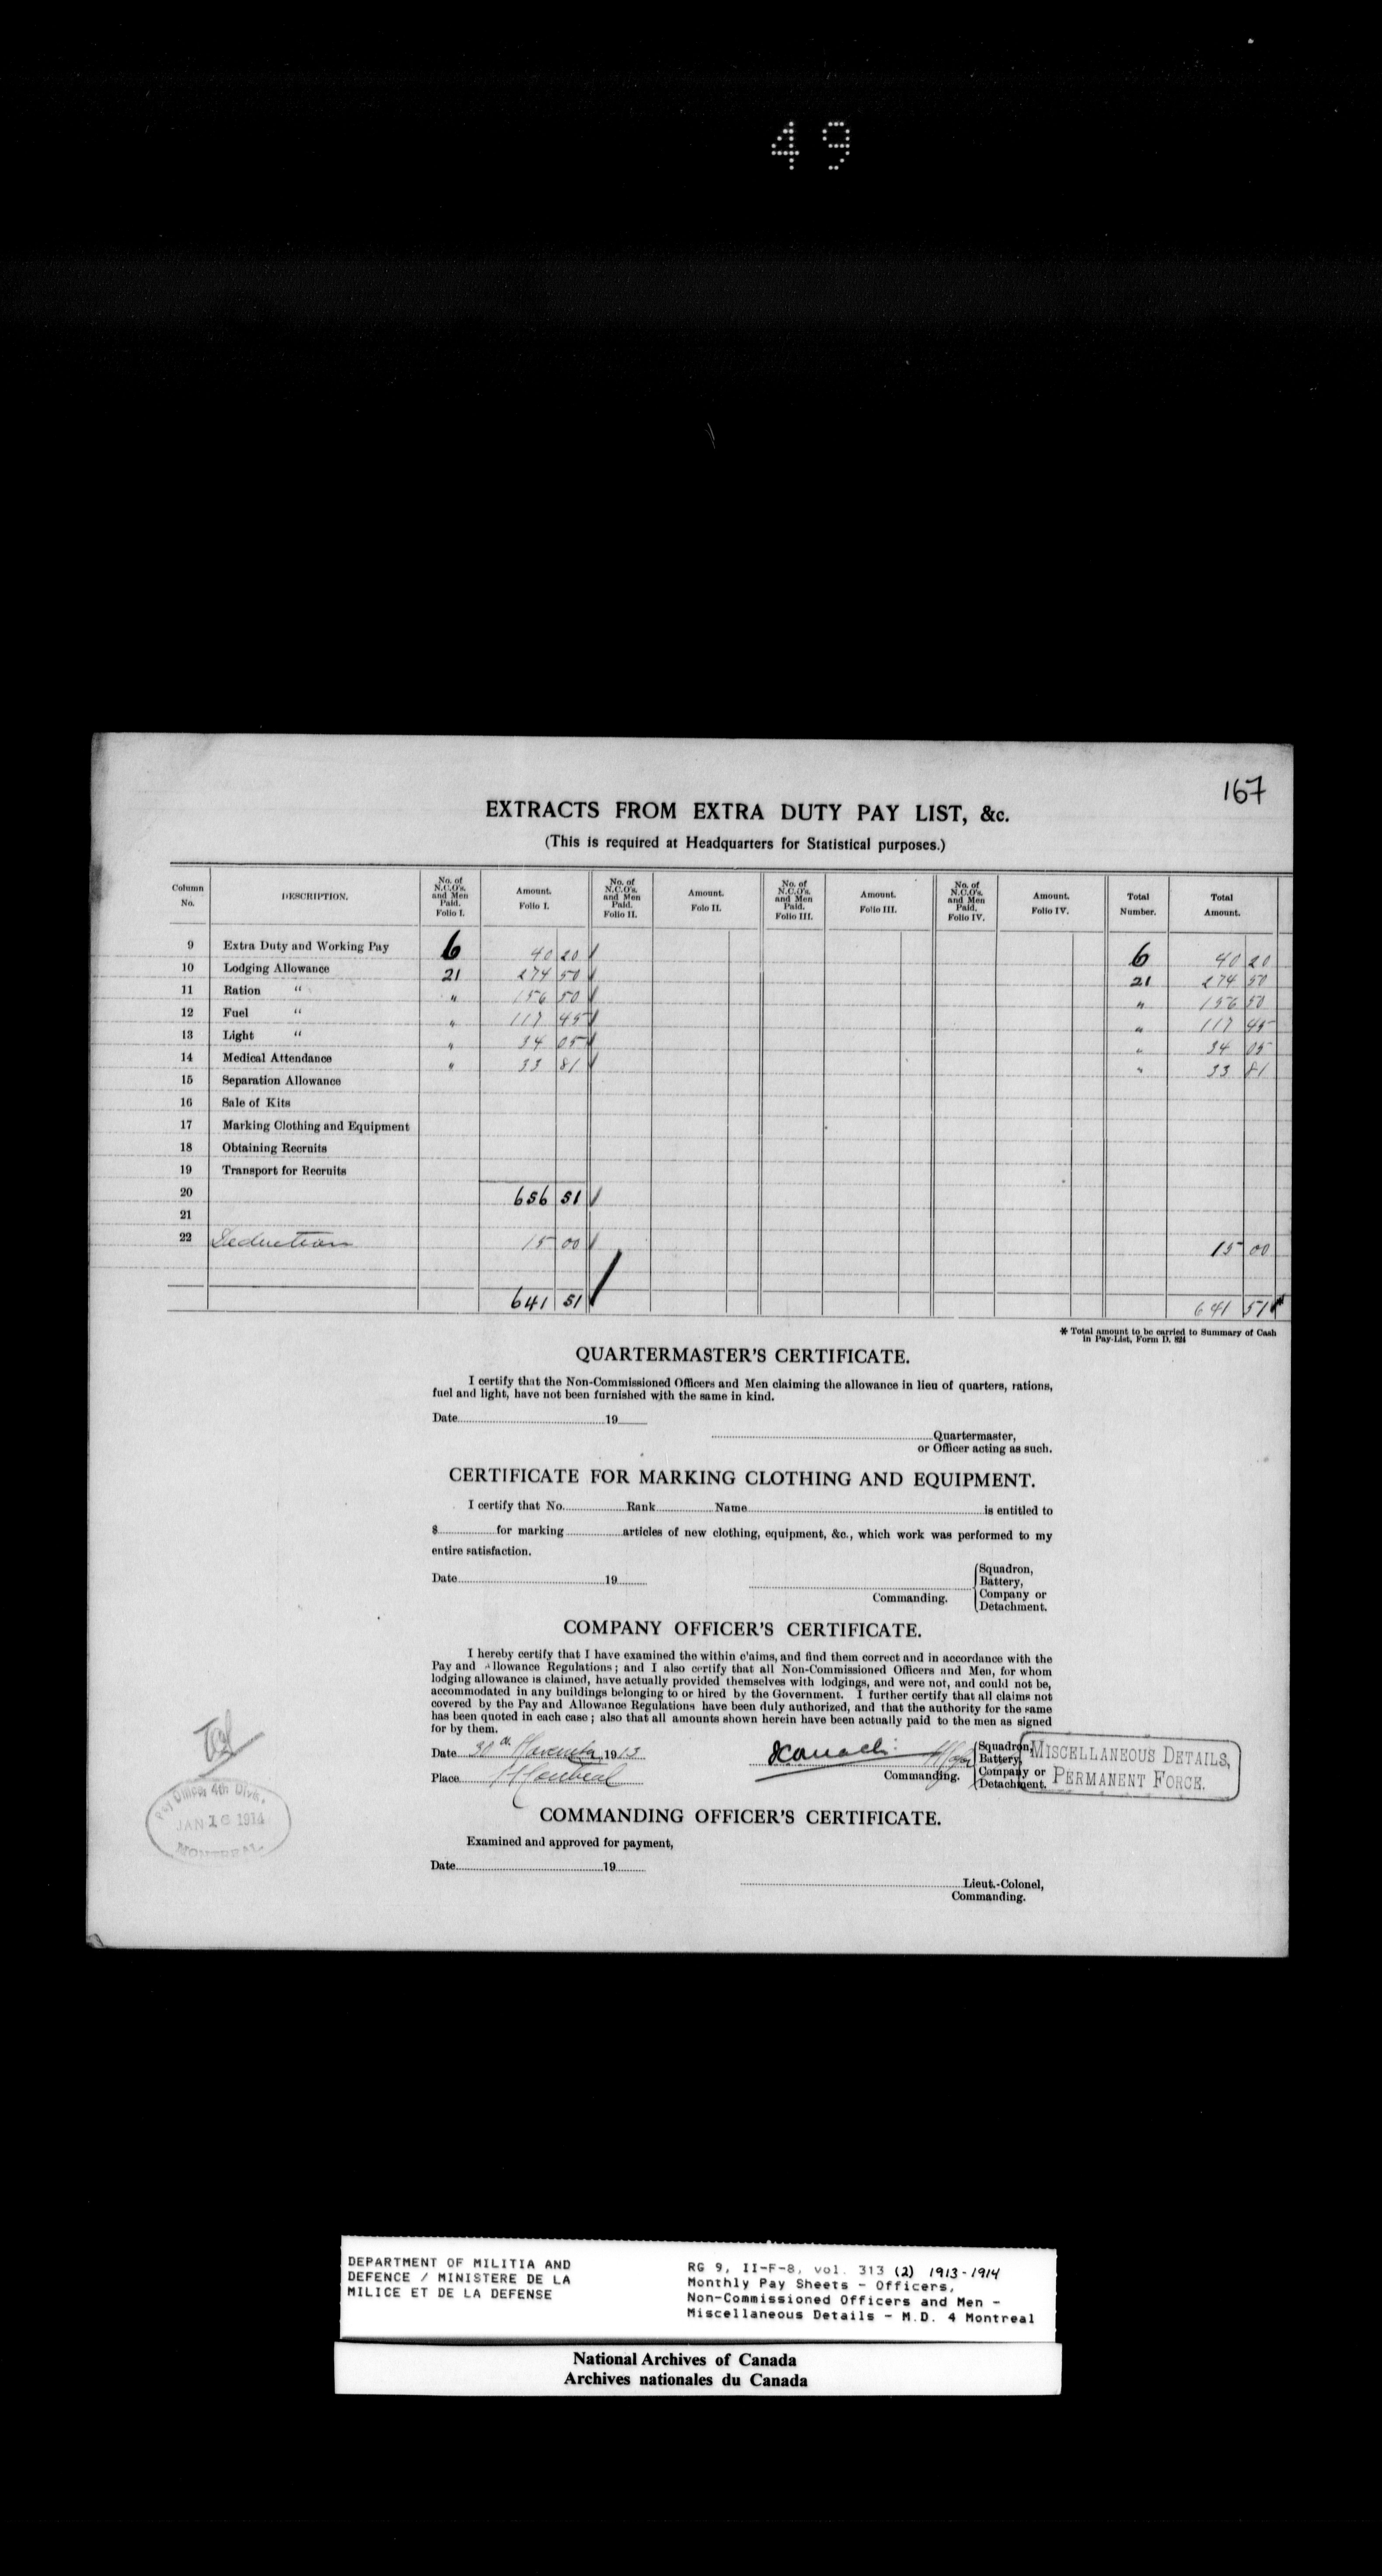 49
167
EXTRACTS FROM EXTRA DUTY PAY LIST, &c.
(This is required at Headquarters for Statistical purposes.)
Column No. DESCRIPTION. No. of N.C.O's. and Men Paid. Folio I. Amount. Folio I. No. of N.C.O's. and Men Paid. Folio II. Amount. Folo II. No. of N.C.O's. and Men Paid. Folio III. Amount. Folio III. No. of N.C.O's. and Men Paid. Folio IV. Amount. Folio IV. Total Number. Total Amount.
9 Extra Duty and Working Pay 6 40 20 6 40 20
10 Lodging Allowance 21 274 50 21 274 50
11 Ration " " 156 50 " 156 50
12 Fuel " " 117 45 " 117 45
13 Light " " 34 05 " 34 05
14 Medical Attendance " 33 81 " 33 81
15 Separation Allowance
16 Sale of Kits
17 Marking Clothing and Equipment
18 Obtaining Recruits
19 Transport for Recruits
20 656 51
21
22 Deduction 15 00 15 00
641 51 641 51
* Total amount to be carried to Summary of Cash
in Pay-List, Form D. 824
QUARTERMASTER'S CERTIFICATE.
I certify that the Non-Commissioned Officers and Men claiming the allowance in lieu of quarters, rations,
fuel and light, have not been furnished with the same in kind.
Date 19
Quartermaster,
or Officer acting as such.
CERTIFICATE FOR MARKING CLOTHING AND EQUIPMENT.
I certify that No. Rank Name is entitled to
$ for marking articles of new clothing, equipment, &c., which work was performed to my
entire satisfaction.
Date 19
Commanding. Squadron, Battery, Company or Detachment.
COMPANY OFFICER'S CERTIFICATE.
I hereby certify that I have examined the within claims, and find them correct and in accordance with the
Pay and Allowance Regulations; and I also certify that all Non-Commissioned Officers and Men, for whom
lodging allowance is claimed, have actually provided themselves with lodgings, and were not, and could not be,
accommodated in any buildings belonging to or hired by the Government. I further certify that all claims not
covered by the Pay and Allowance Regulations have been duly authorized, and that the authority for the same
has been quoted in each case; also that all amounts shown herein have been actually paid to the men as signed
for by them.
Date 30th November 1913
Place Montreal
Major
Commanding. Squadron, Battery, Company or Detachment.
MISCELLANEOUS DETAILS,
PERMANENT FORCE.
Pay Office, 4th Divn.
JAN 16 1914
MONTREAL
COMMANDING OFFICER'S CERTIFICATE.
Examined and approved for payment,
Date 19
Lieut.-Colonel,
Commanding.
DEPARTMENT OF MILITIA AND
DEFENCE / MINISTERE DE LA
MILICE ET DE LA DEFENSE
RG 9, II-F-8, vol. 313 (2) 1913-1914
Monthly Pay Sheets - Officers,
Non-Commissioned Officers and Men -
Miscellaneous Details - M.D. 4 Montreal
National Archives of Canada
Archives nationales du Canada